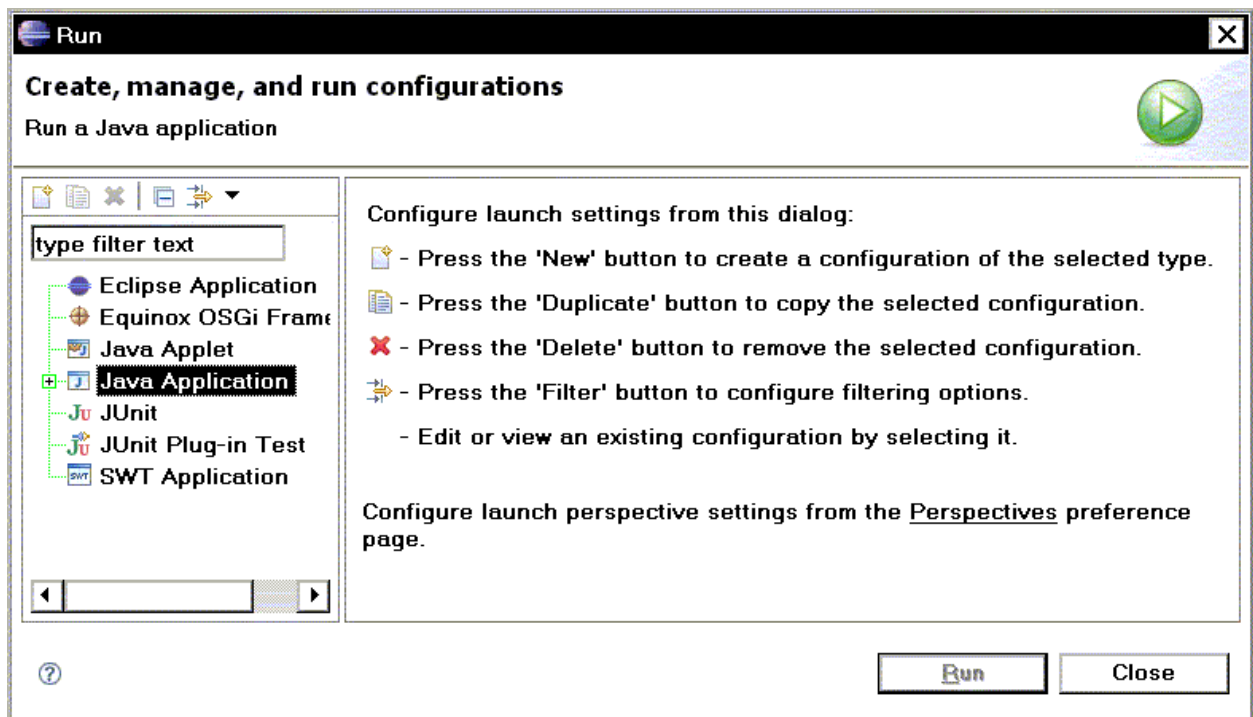 Run
Create, manage, and run configurations
Run a Java application
type filter text
Eclipse Application
Equinox OSGi Frame
Java Applet
Java Application
JUnit
JUnit Plug-in Test
SWT Application
Configure launch settings from this dialog:
- Press the 'New' button to create a configuration of the selected type.
- Press the 'Duplicate' button to copy the selected configuration.
- Press the 'Delete' button to remove the selected configuration.
- Press the 'Filter' button to configure filtering options.
- Edit or view an existing configuration by selecting it.
Configure launch perspective settings from the Perspectives preference
page.
Run
Close